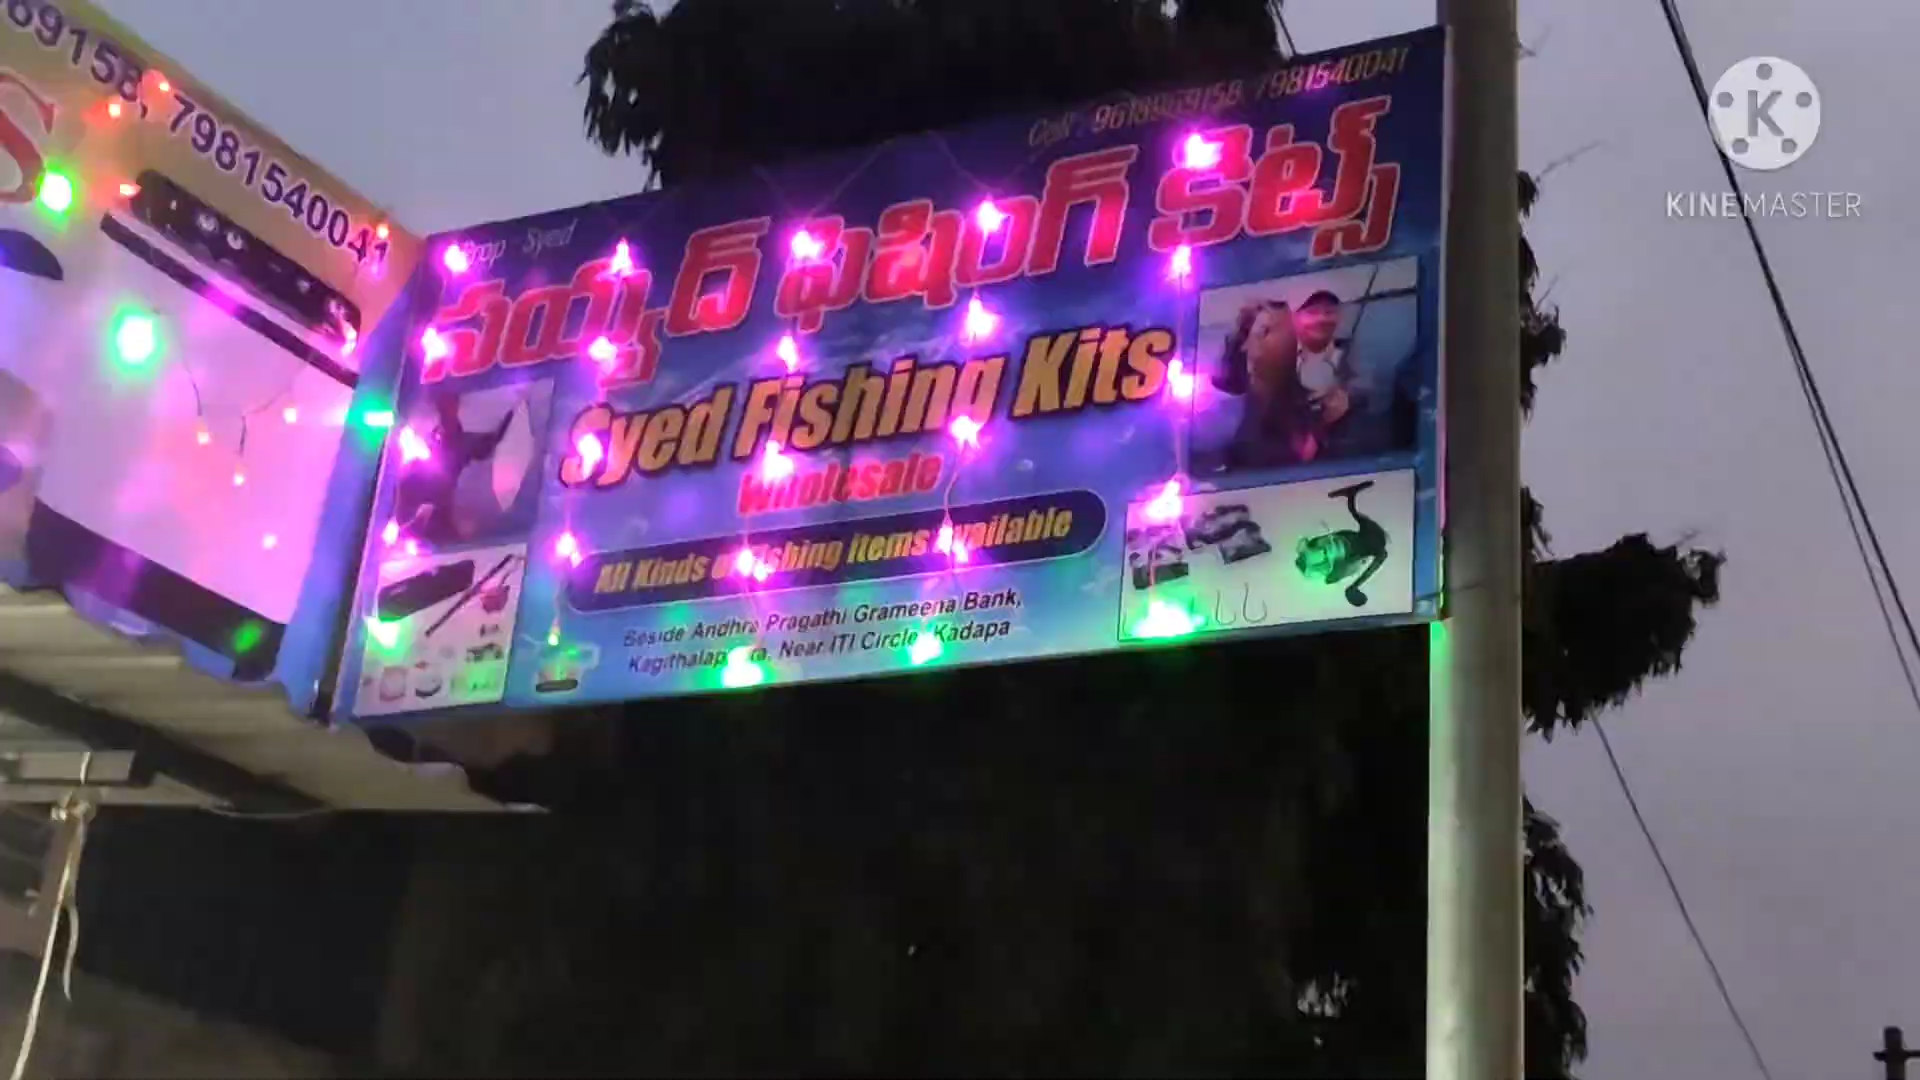 69158, 7981540041
S
Prop : Syed
Cell : 9618969158, 7981540041
సయ్యద్ ఫిషింగ్ కిట్స్
Syed Fishing Kits
Wholesale
All Kinds of Fishing Items Available
Beside Andhra Pragathi Grameena Bank,
Near ITI Circle, Kadapa
K
KINEMASTER